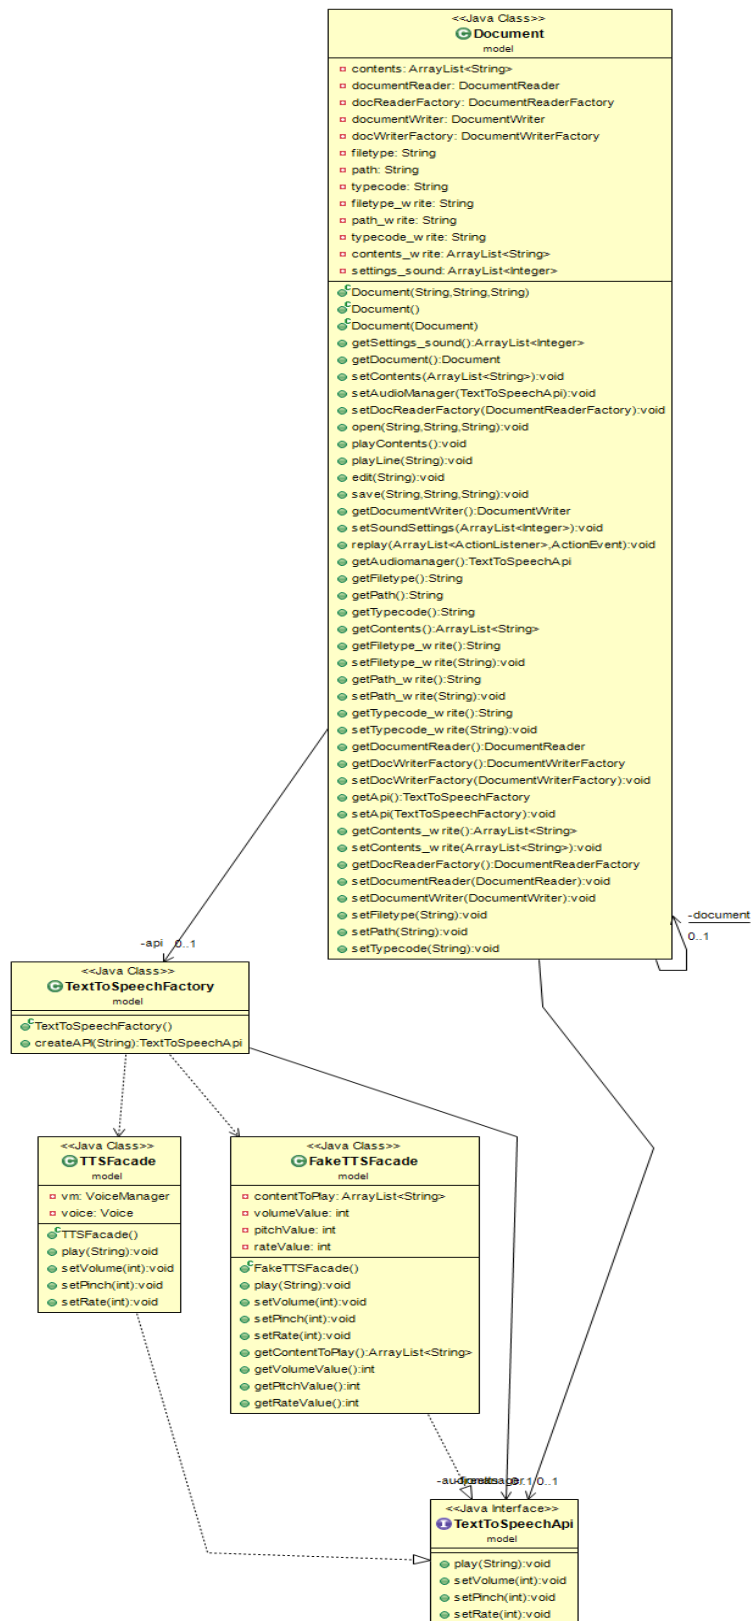 <<Java Class>>
Document
model
contents: ArrayList<String>
documentReader: DocumentReader
docReaderFactory: DocumentReaderFactory
documentWriter: DocumentWriter
docWriterFactory: DocumentWriterFactory
filetype: String
path: String
typecode: String
filetype_write: String
path_write: String
typecode_write: String
contents_write: ArrayList<String>
settings_sound: ArrayList<Integer>
Document(String,String,String)
Document()
Document(Document)
getSettings_sound():ArrayList<Integer>
getDocument():Document
setContents(ArrayList<String>):void
setAudioManager(TextToSpeechApi):void
setDocReaderFactory(DocumentReaderFactory):void
open(String,String,String):void
playContents():void
playLine(String):void
edit(String):void
save(String,String,String):void
getDocumentWriter():DocumentWriter
setSoundSettings(ArrayList<Integer>):void
replay(ArrayList<ActionListener>,ActionEvent):void
getAudiomanager():TextToSpeechApi
getFiletype():String
getPath():String
getTypecode():String
getContents():ArrayList<String>
getFiletype_write():String
setFiletype_write(String):void
getPath_write():String
setPath_write(String):void
getTypecode_write():String
setTypecode_write(String):void
getDocumentReader():DocumentReader
getDocWriterFactory():DocumentWriterFactory
setDocWriterFactory(DocumentWriterFactory):void
getApi():TextToSpeechFactory
setApi(TextToSpeechFactory):void
getContents_write():ArrayList<String>
setContents_write(ArrayList<String>):void
getDocReaderFactory():DocumentReaderFactory
setDocumentReader(DocumentReader):void
setDocumentWriter(DocumentWriter):void
setFiletype(String):void
setPath(String):void
setTypecode(String):void
-document
0..1
-api 0..1
<<Java Class>>
TextToSpeechFactory
model
TextToSpeechFactory()
createAPI(String):TextToSpeechApi
<<Java Class>>
TTSFacade
model
vm: VoiceManager
voice: Voice
TTSFacade()
play(String):void
setVolume(int):void
setPinch(int):void
setRate(int):void
<<Java Class>>
FakeTTSFacade
model
contentToPlay: ArrayList<String>
volumeValue: int
pitchValue: int
rateValue: int
FakeTTSFacade()
play(String):void
setVolume(int):void
setPinch(int):void
setRate(int):void
getContentToPlay():ArrayList<String>
getVolumeValue():int
getPitchValue():int
getRateValue():int
0..1 0..1
<<Java Interface>>
TextToSpeechApi
model
play(String):void
setVolume(int):void
setPinch(int):void
setRate(int):void